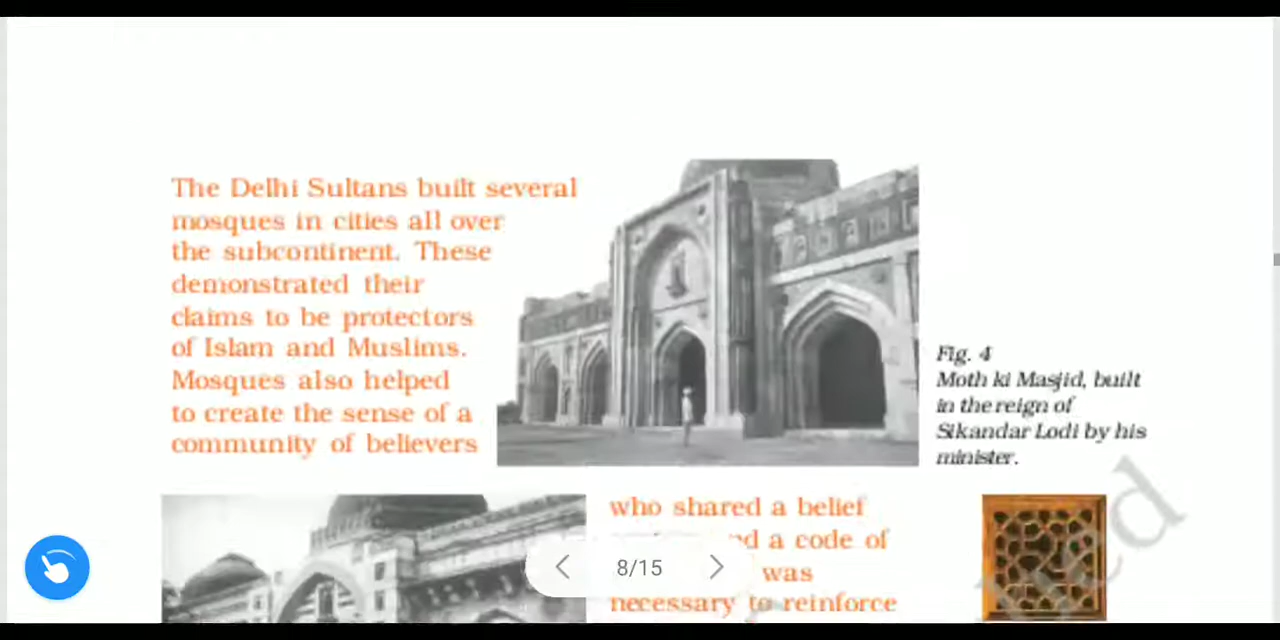 The Delhi Sultans built several
mosques in cities all over
the subcontinent. These
demonstrated their
claims to be protectors
of Islam and Muslims.
Mosques also helped
to create the sense of a
community of believers
Fig. 4
Moth ki Masjid, built
in the reign of
Sikandar Lodi by his
minister.
who shared a belief
a code of
was
necessary to reinforce
8/15